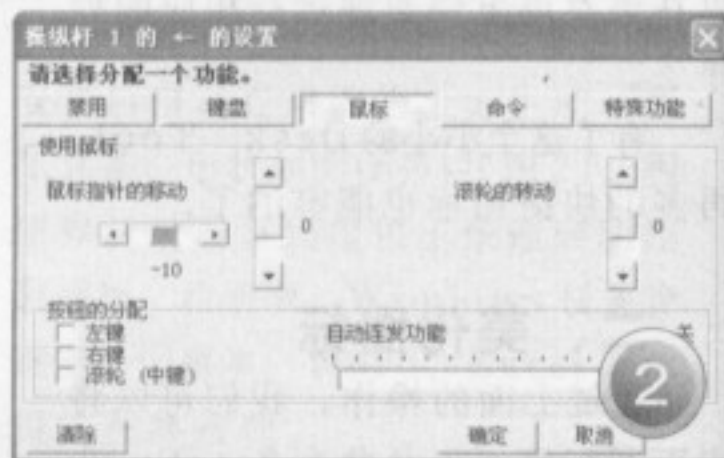 操纵杆 1 的 ← 的设置
请选择分配一个功能。
禁用 键盘 鼠标 命令 特殊功能
使用鼠标
鼠标指针的移动 滚轮的转动
0 0
-10
按钮的分配
左键 自动连发功能 关
右键
滚轮 (中键)
2
清除 确定 取消